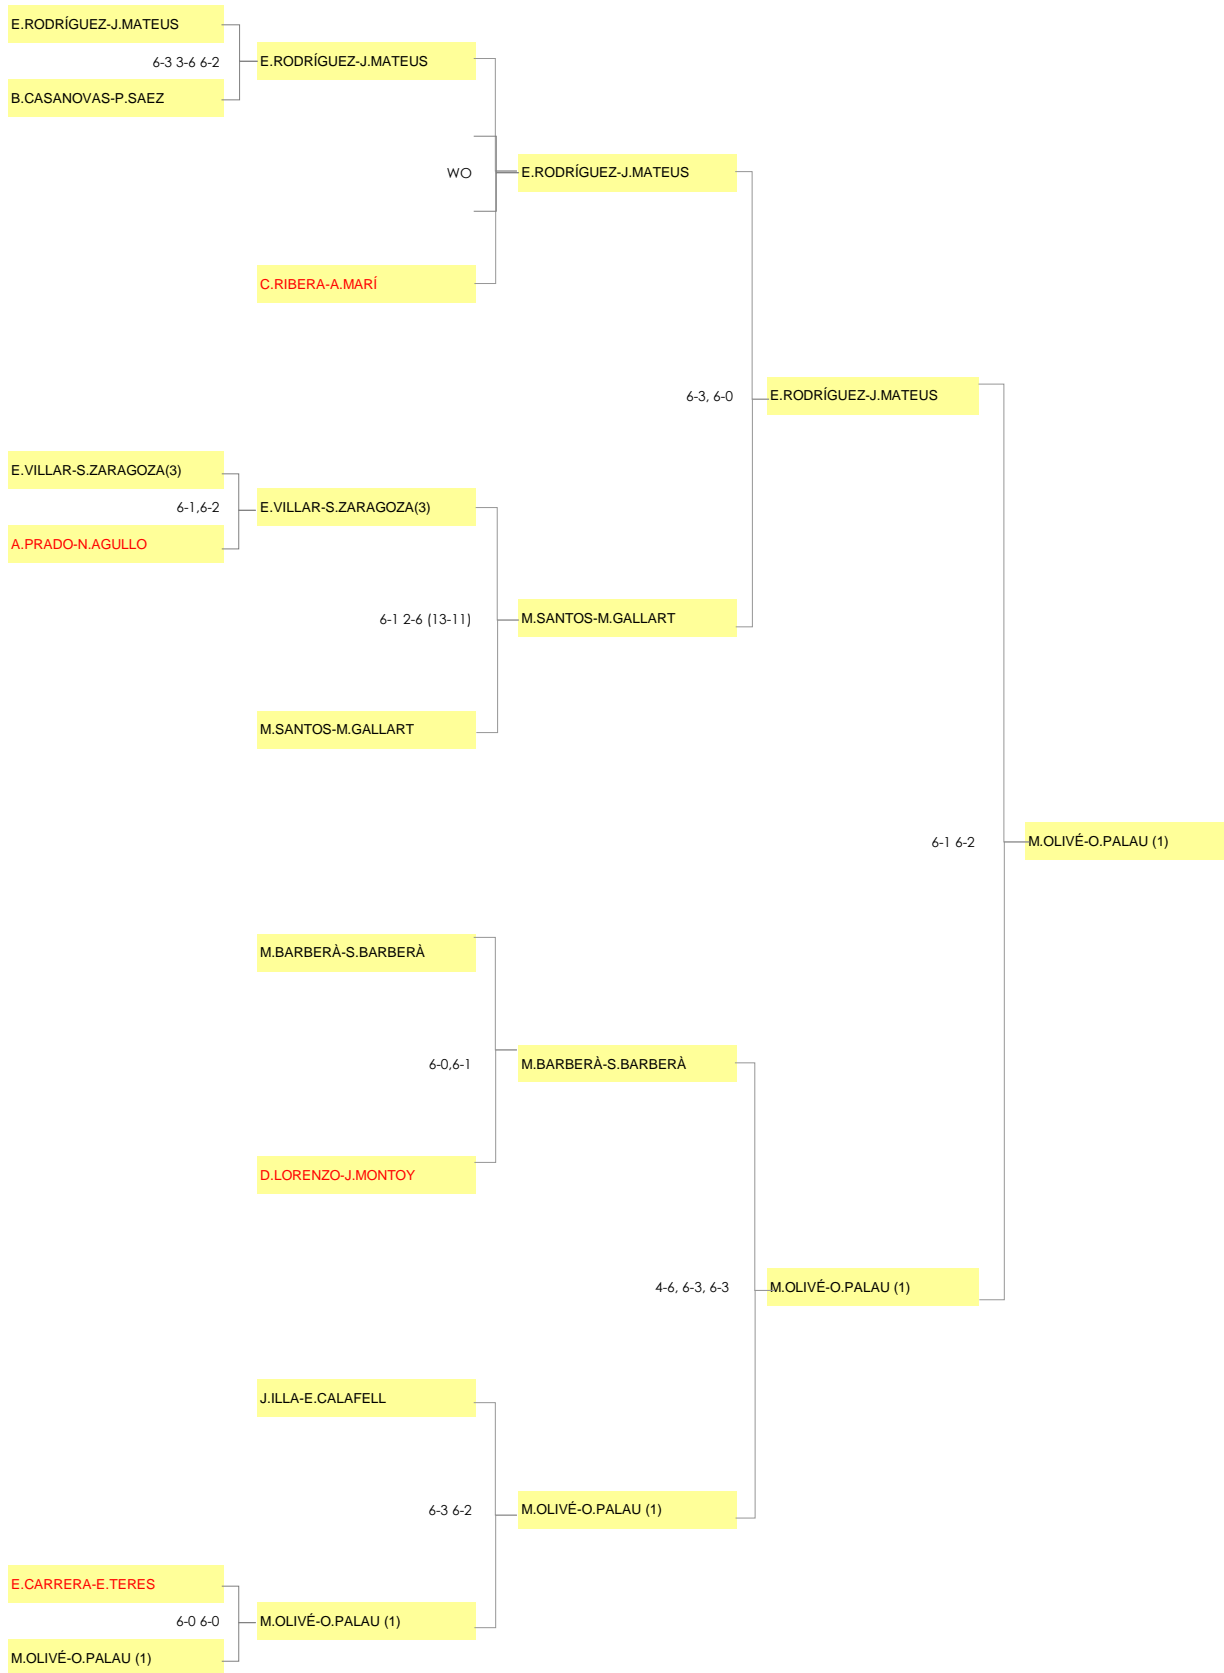 E.RODRÍGUEZ-J.MATEUS
6-3 3-6 6-2
E.RODRÍGUEZ-J.MATEUS
B.CASANOVAS-P.SAEZ
WO
E.RODRÍGUEZ-J.MATEUS
C.RIBERA-A.MARÍ
6-3, 6-0
E.RODRÍGUEZ-J.MATEUS
E.VILLAR-S.ZARAGOZA(3)
6-1,6-2
E.VILLAR-S.ZARAGOZA(3)
A.PRADO-N.AGULLO
6-1 2-6 (13-11)
M.SANTOS-M.GALLART
M.SANTOS-M.GALLART
6-1 6-2
M.OLIVÉ-O.PALAU (1)
M.BARBERÀ-S.BARBERÀ
6-0,6-1
M.BARBERÀ-S.BARBERÀ
D.LORENZO-J.MONTOY
4-6, 6-3, 6-3
M.OLIVÉ-O.PALAU (1)
J.ILLA-E.CALAFELL
6-3 6-2
M.OLIVÉ-O.PALAU (1)
E.CARRERA-E.TERES
6-0 6-0
M.OLIVÉ-O.PALAU (1)
M.OLIVÉ-O.PALAU (1)